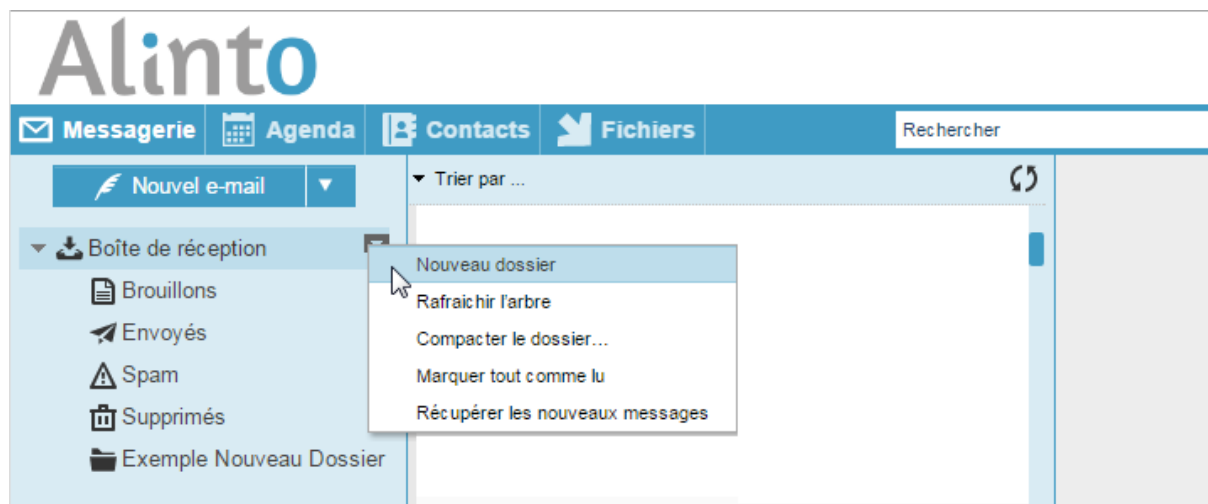 Alinto
Messagerie Agenda Contacts Fichiers Rechercher
Nouvel e-mail
Trier par ...
Boîte de réception
Brouillons
Envoyés
Spam
Supprimés
Exemple Nouveau Dossier
Nouveau dossier
Rafraichir l'arbre
Compacter le dossier...
Marquer tout comme lu
Récupérer les nouveaux messages